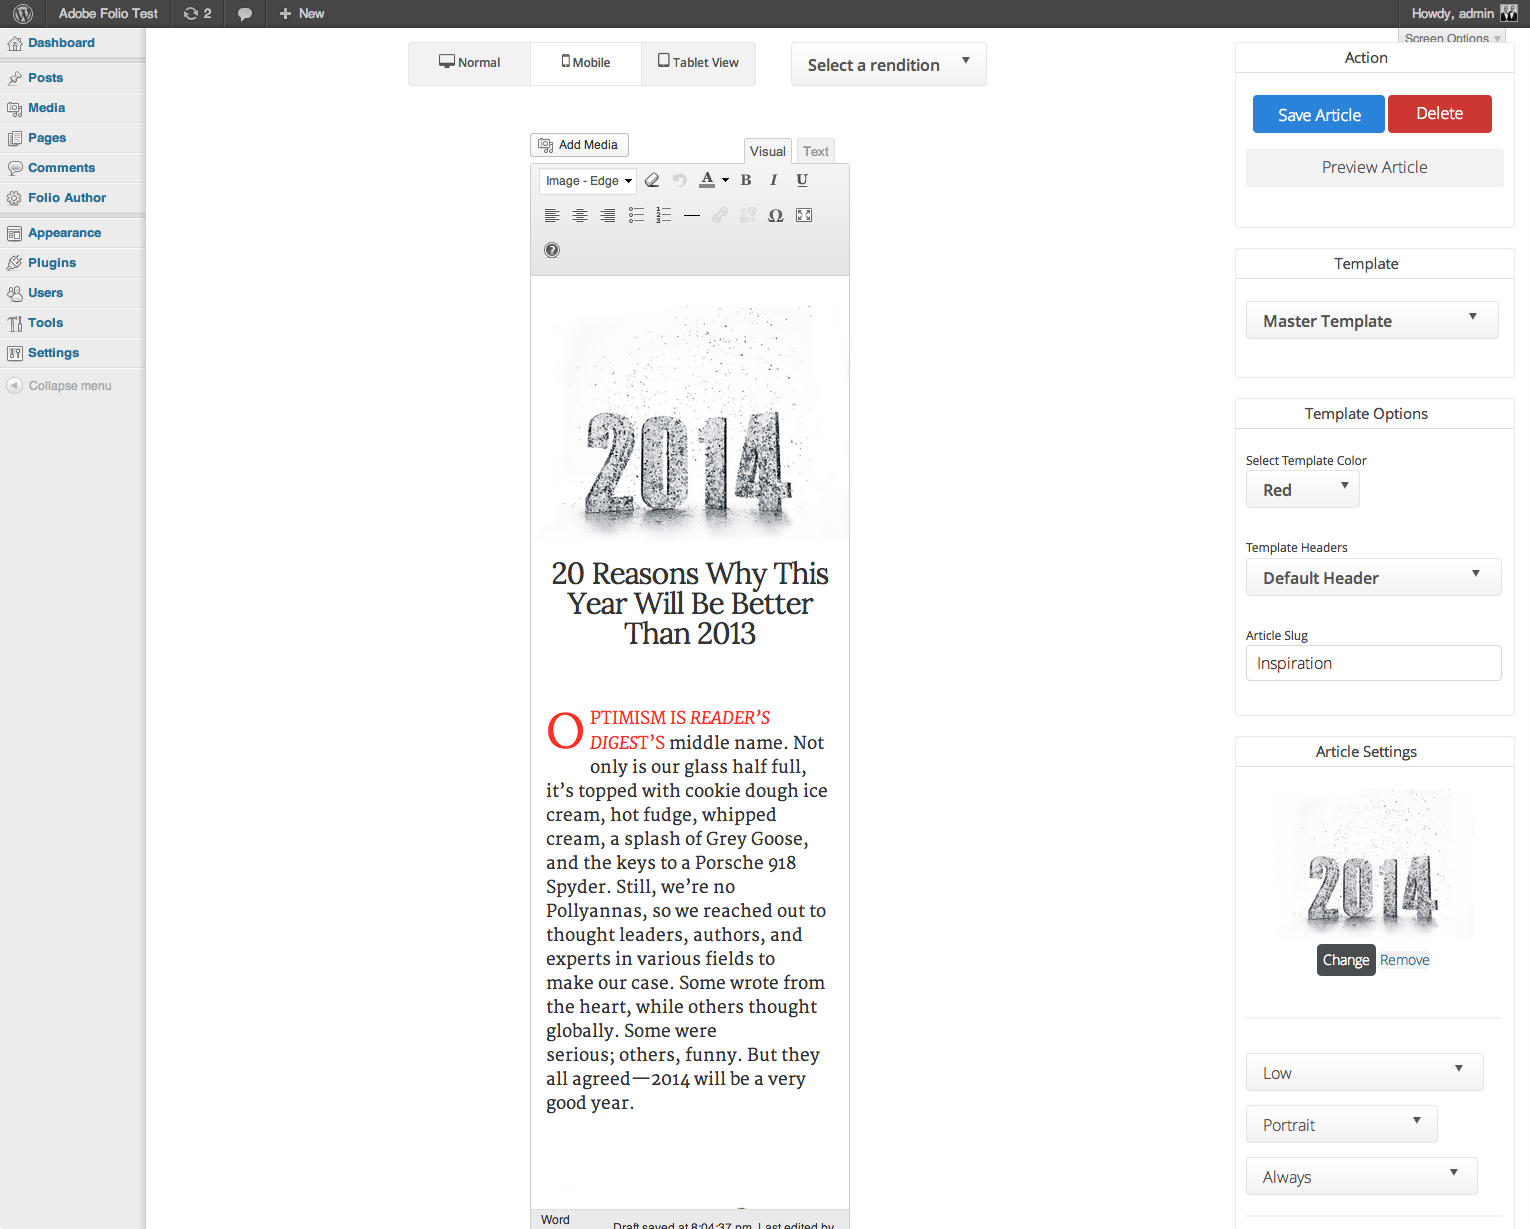 Adobe Folio Test
2
New
Howdy, admin
Screen Options
Dashboard
Posts
Media
Pages
Comments
Folio Author
Appearance
Plugins
Users
Tools
Settings
Collapse menu
Normal
Mobile
Tablet View
Select a rendition
Add Media
Visual
Text
Image - Edge
A
B
I
U
Ω
2014
20 Reasons Why This
Year Will Be Better
Than 2013
OPTIMISM IS READER’S
DIGEST’S middle name. Not
only is our glass half full,
it’s topped with cookie dough ice
cream, hot fudge, whipped
cream, a splash of Grey Goose,
and the keys to a Porsche 918
Spyder. Still, we’re no
Pollyannas, so we reached out to
thought leaders, authors, and
experts in various fields to
make our case. Some wrote from
the heart, while others thought
globally. Some were
serious; others, funny. But they
all agreed—2014 will be a very
good year.
Word
Draft saved at 8:04:37 pm. Last edited by
Action
Save Article
Delete
Preview Article
Template
Master Template
Template Options
Select Template Color
Red
Template Headers
Default Header
Article Slug
Inspiration
Article Settings
2014
Change
Remove
Low
Portrait
Always